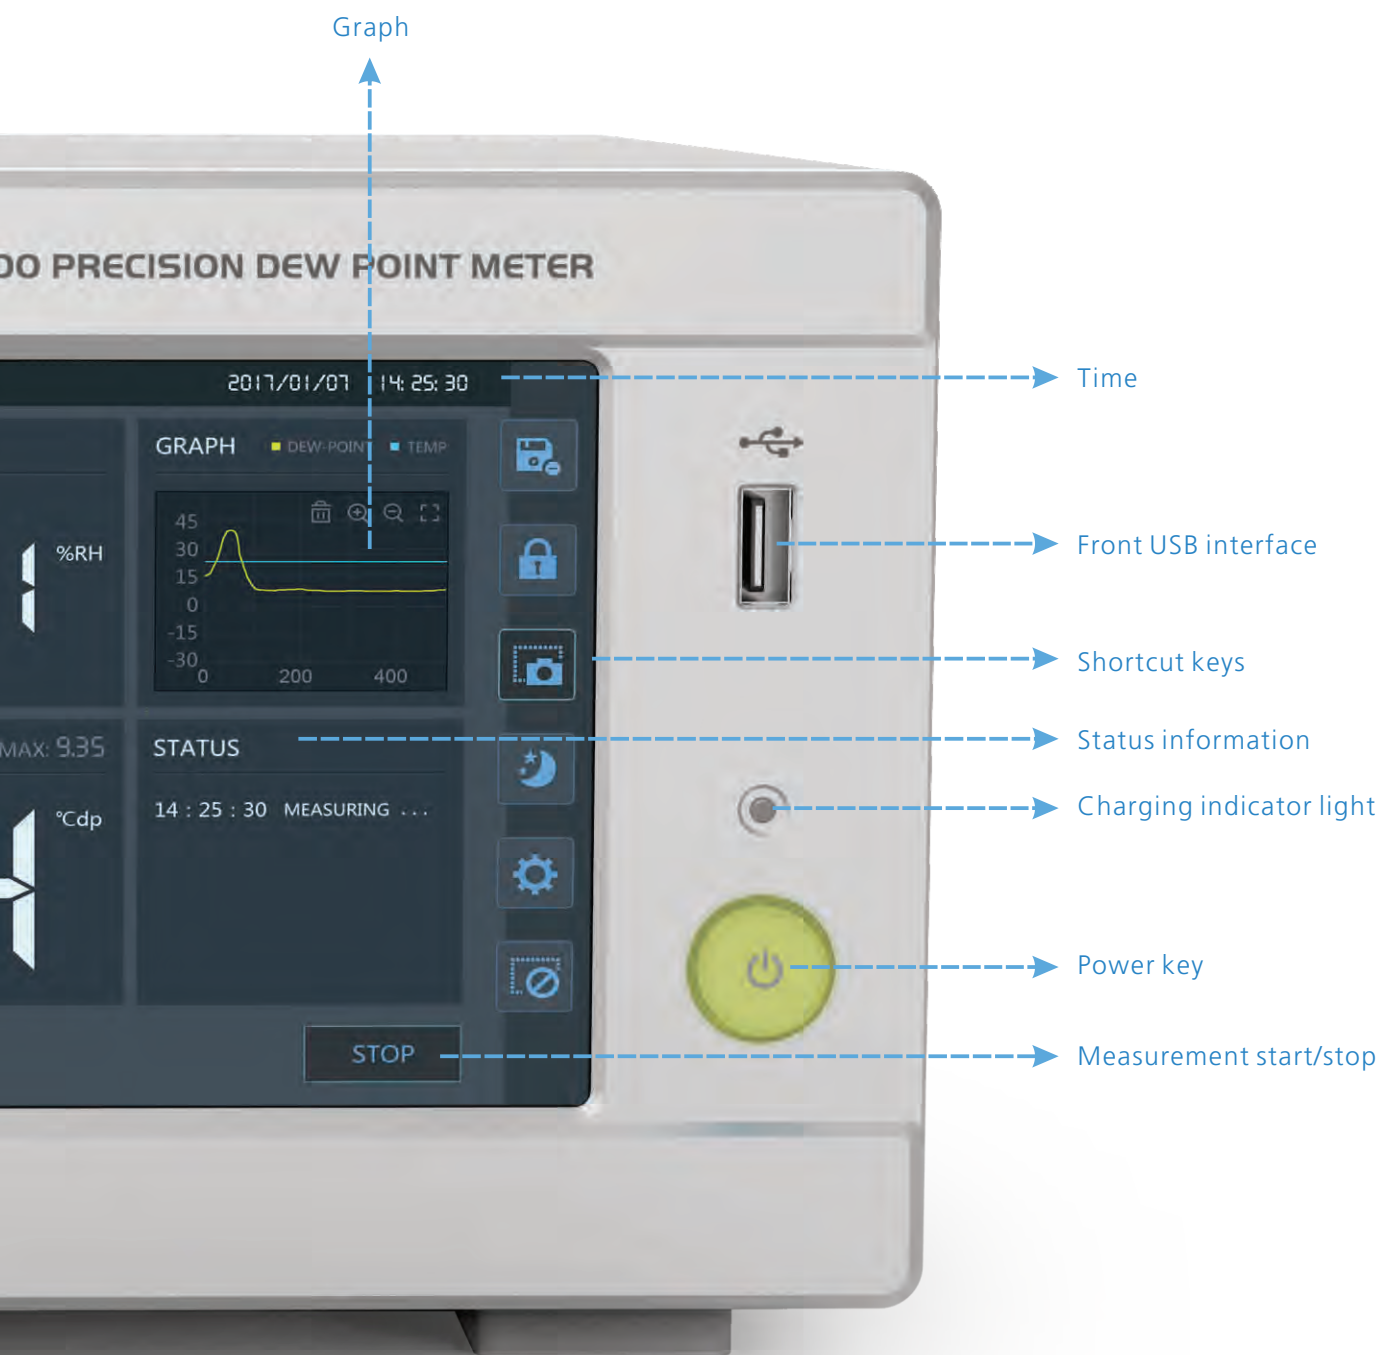 Graph
PRECISION DEW POINT METER
2017/01/07 14:25:30
Time
GRAPH
DEW-POINT
TEMP
45
30
15
0
-15
-30
0 200 400
%RH
Front USB interface
Shortcut keys
MAX: 9.35
STATUS
Status information
14 : 25 : 30 MEASURING ...
°Cdp
Charging indicator light
Power key
STOP
Measurement start/stop